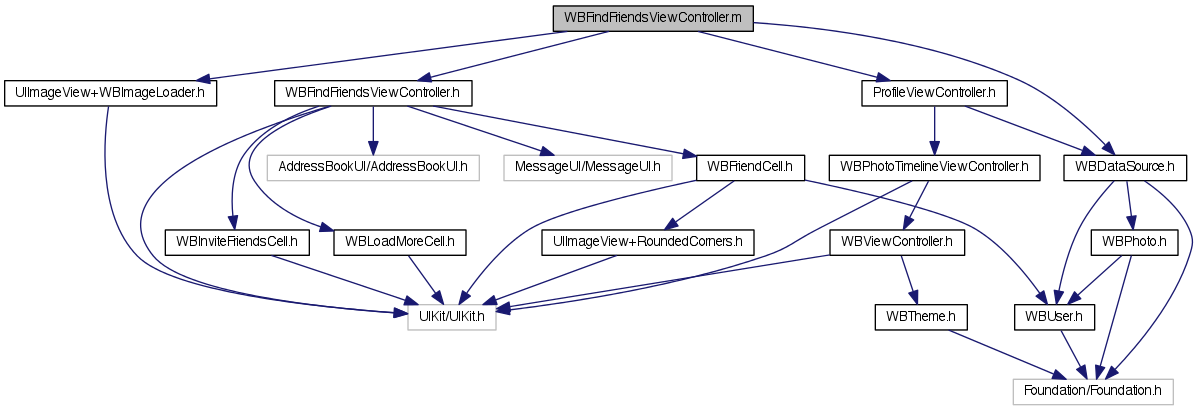 WBFindFriendsViewController.m
UIImageView+WBImageLoader.h
WBFindFriendsViewController.h
ProfileViewController.h
AddressBookUI/AddressBookUI.h
MessageUI/MessageUI.h
WBFriendCell.h
WBPhotoTimelineViewController.h
WBDataSource.h
WBInviteFriendsCell.h
WBLoadMoreCell.h
UIImageView+RoundedCorners.h
WBViewController.h
WBPhoto.h
UIKit/UIKit.h
WBTheme.h
WBUser.h
Foundation/Foundation.h